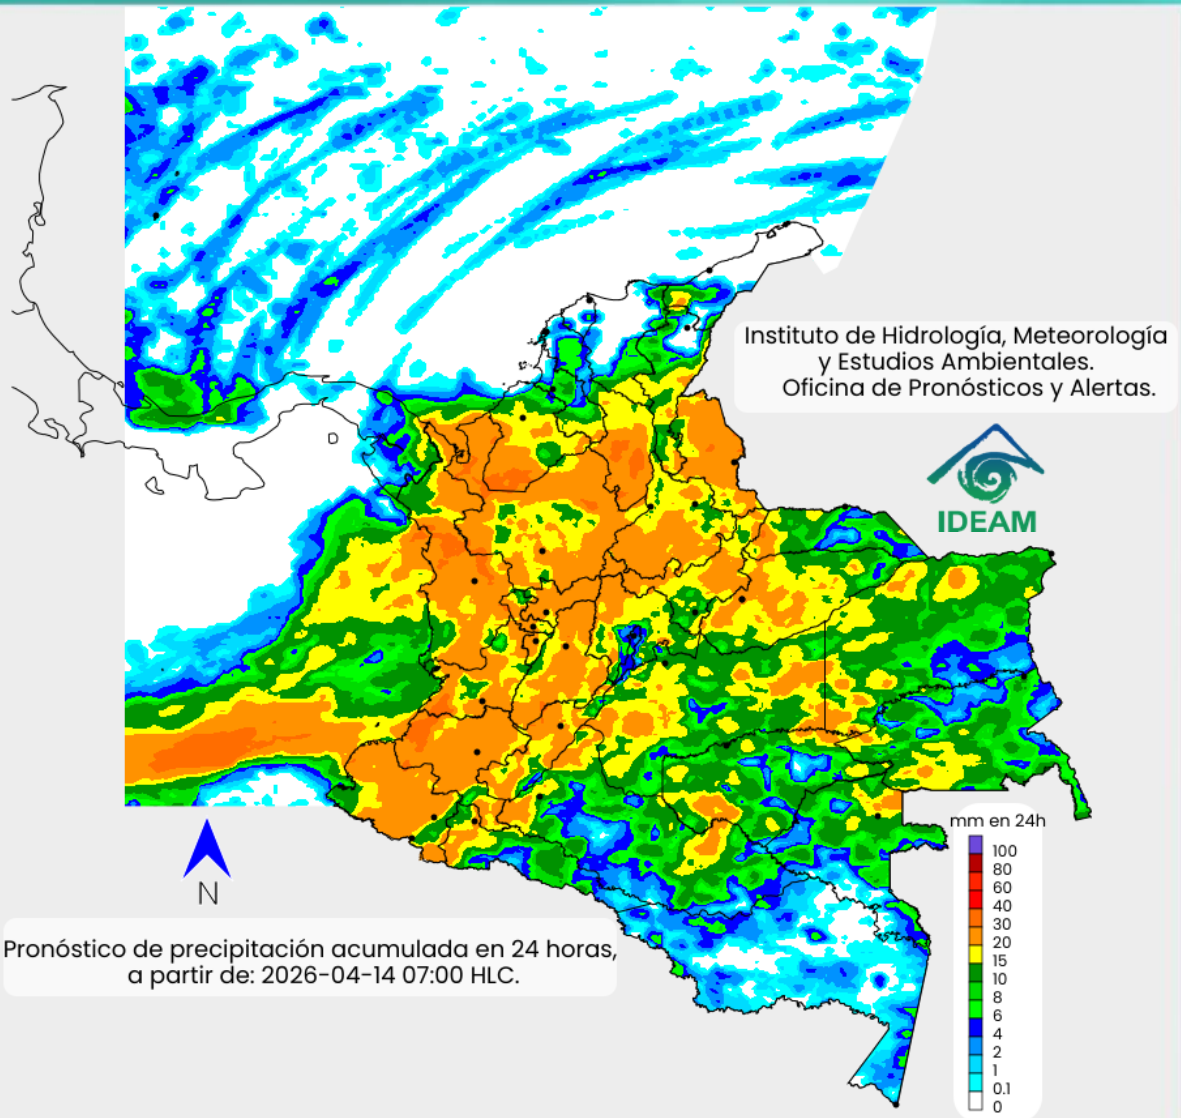 Instituto de Hidrología, Meteorología
y Estudios Ambientales.
Oficina de Pronósticos y Alertas.
IDEAM
mm en 24h
100
80
60
40
30
20
15
10
8
6
4
2
1
0.1
0
N
Pronóstico de precipitación acumulada en 24 horas,
a partir de: 2026-04-14 07:00 HLC.